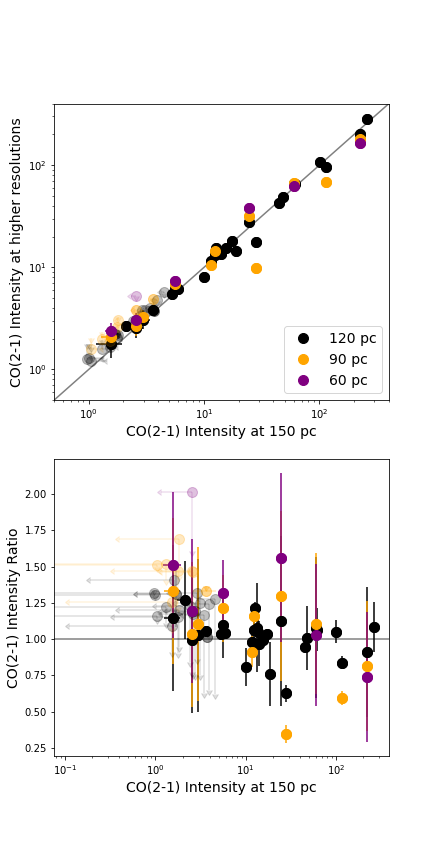 CO(2-1) Intensity at higher resolutions
10²
10¹
10⁰
120 pc
90 pc
60 pc
10⁰ 10¹ 10²
CO(2-1) Intensity at 150 pc
CO(2-1) Intensity Ratio
2.00
1.75
1.50
1.25
1.00
0.75
0.50
0.25
10⁻¹ 10⁰ 10¹ 10²
CO(2-1) Intensity at 150 pc